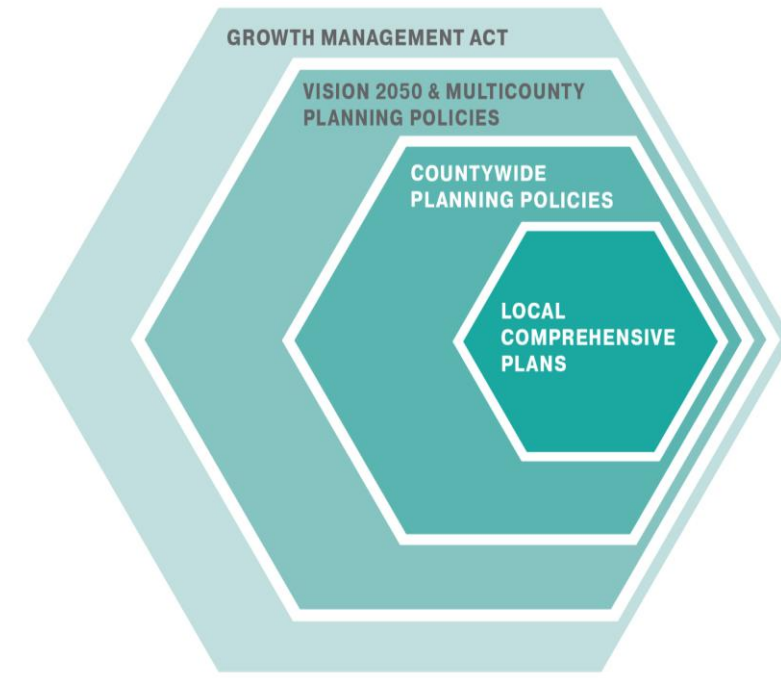 GROWTH MANAGEMENT ACT
VISION 2050 & MULTICOUNTY
PLANNING POLICIES
COUNTYWIDE
PLANNING POLICIES
LOCAL
COMPREHENSIVE
PLANS